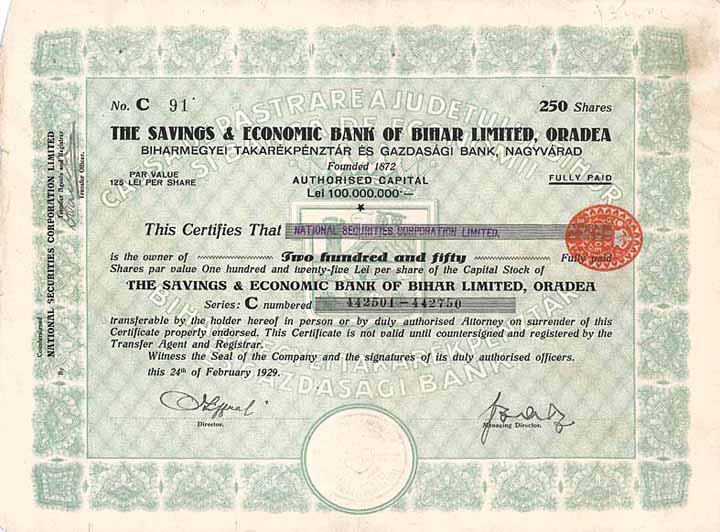 No. C 91
250 Shares
THE SAVINGS & ECONOMIC BANK OF BIHAR LIMITED, ORADEA
BIHARMEGYEI TAKARÉKPÉNZTÁR ÉS GAZDASÁGI BANK, NAGYVÁRAD
Founded 1872
PAR VALUE
125 LEI PER SHARE
AUTHORISED CAPITAL
Lei 100.000.000·—
FULLY PAID
This Certifies That NATIONAL SECURITIES CORPORATION LIMITED,
is the owner of Two hundred and fifty Fully paid
Shares par value One hundred and twenty-five Lei per share of the Capital Stock of
THE SAVINGS & ECONOMIC BANK OF BIHAR LIMITED, ORADEA
Series: C numbered 442501—442750
transferable by the holder hereof in person or by duly authorised Attorney on surrender of this
Certificate properly endorsed. This Certificate is not valid until countersigned and registered by the
Transfer Agent and Registrar.
Witness the Seal of the Company and the signatures of its duly authorised officers.
this 24th of February 1929.
Director.
Managing Director.
Countersigned
NATIONAL SECURITIES CORPORATION LIMITED
Transfer Agents and Registrar
By
Transfer Officer.